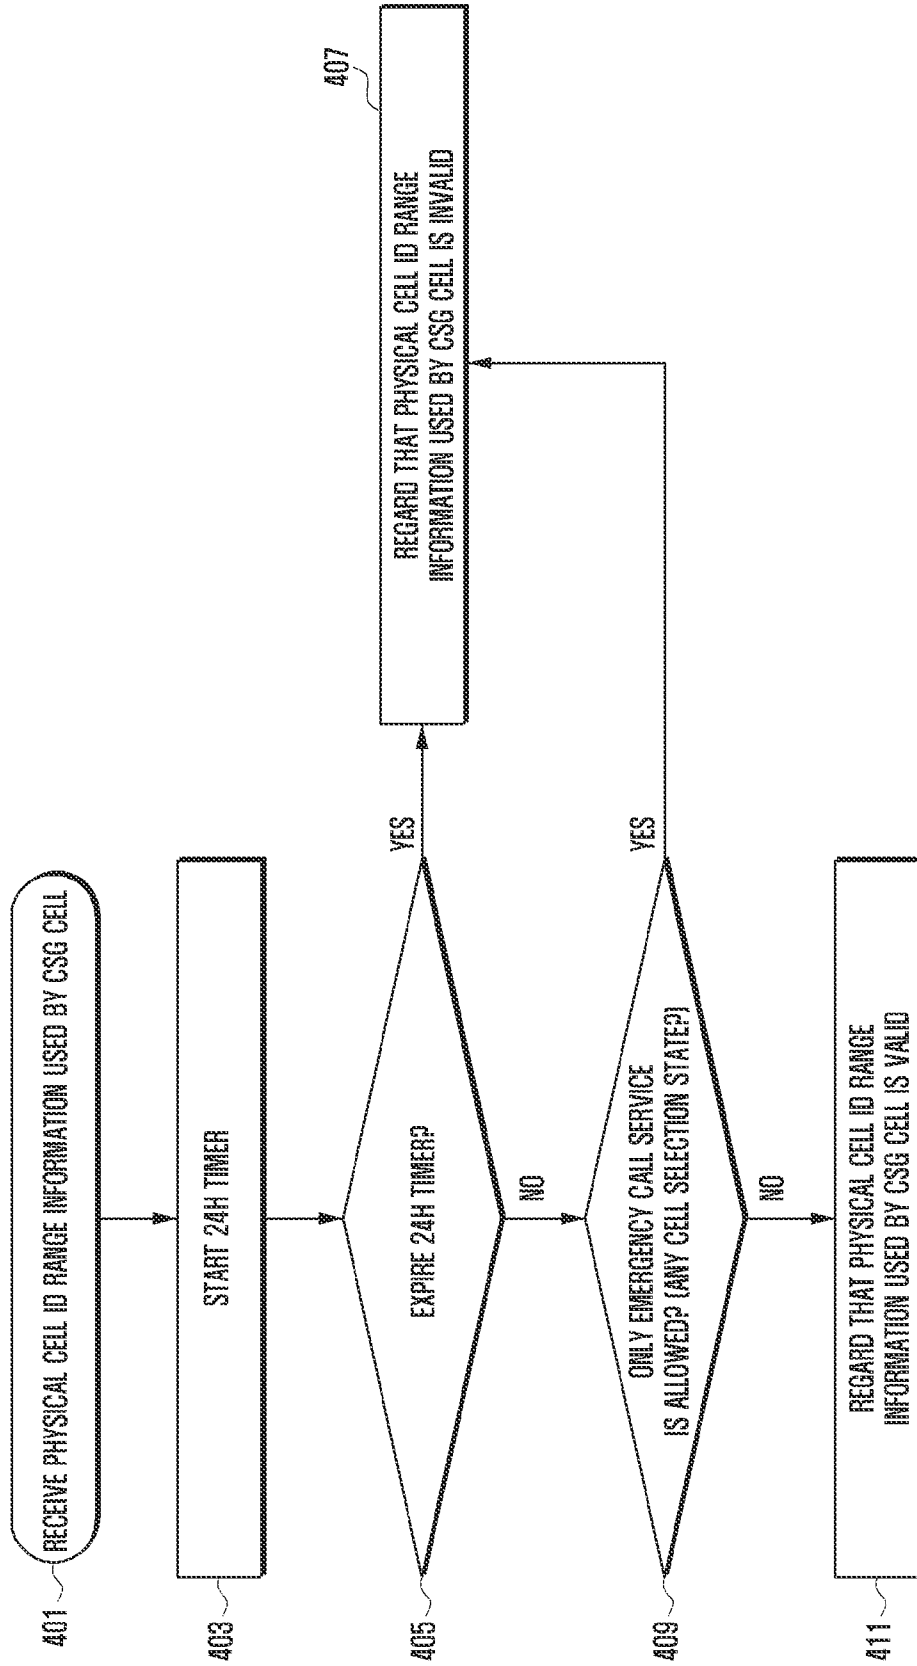 401
RECEIVE PHYSICAL CELL ID RANGE INFORMATION USED BY CSG CELL
403
START 24H TIMER
405
EXPIRE 24H TIMER?
YES
407
REGARD THAT PHYSICAL CELL ID RANGE
INFORMATION USED BY CSG CELL IS INVALID
NO
409
ONLY EMERGENCY CALL SERVICE
IS ALLOWED? (ANY CELL SELECTION STATE?)
YES
NO
411
REGARD THAT PHYSICAL CELL ID RANGE
INFORMATION USED BY CSG CELL IS VALID